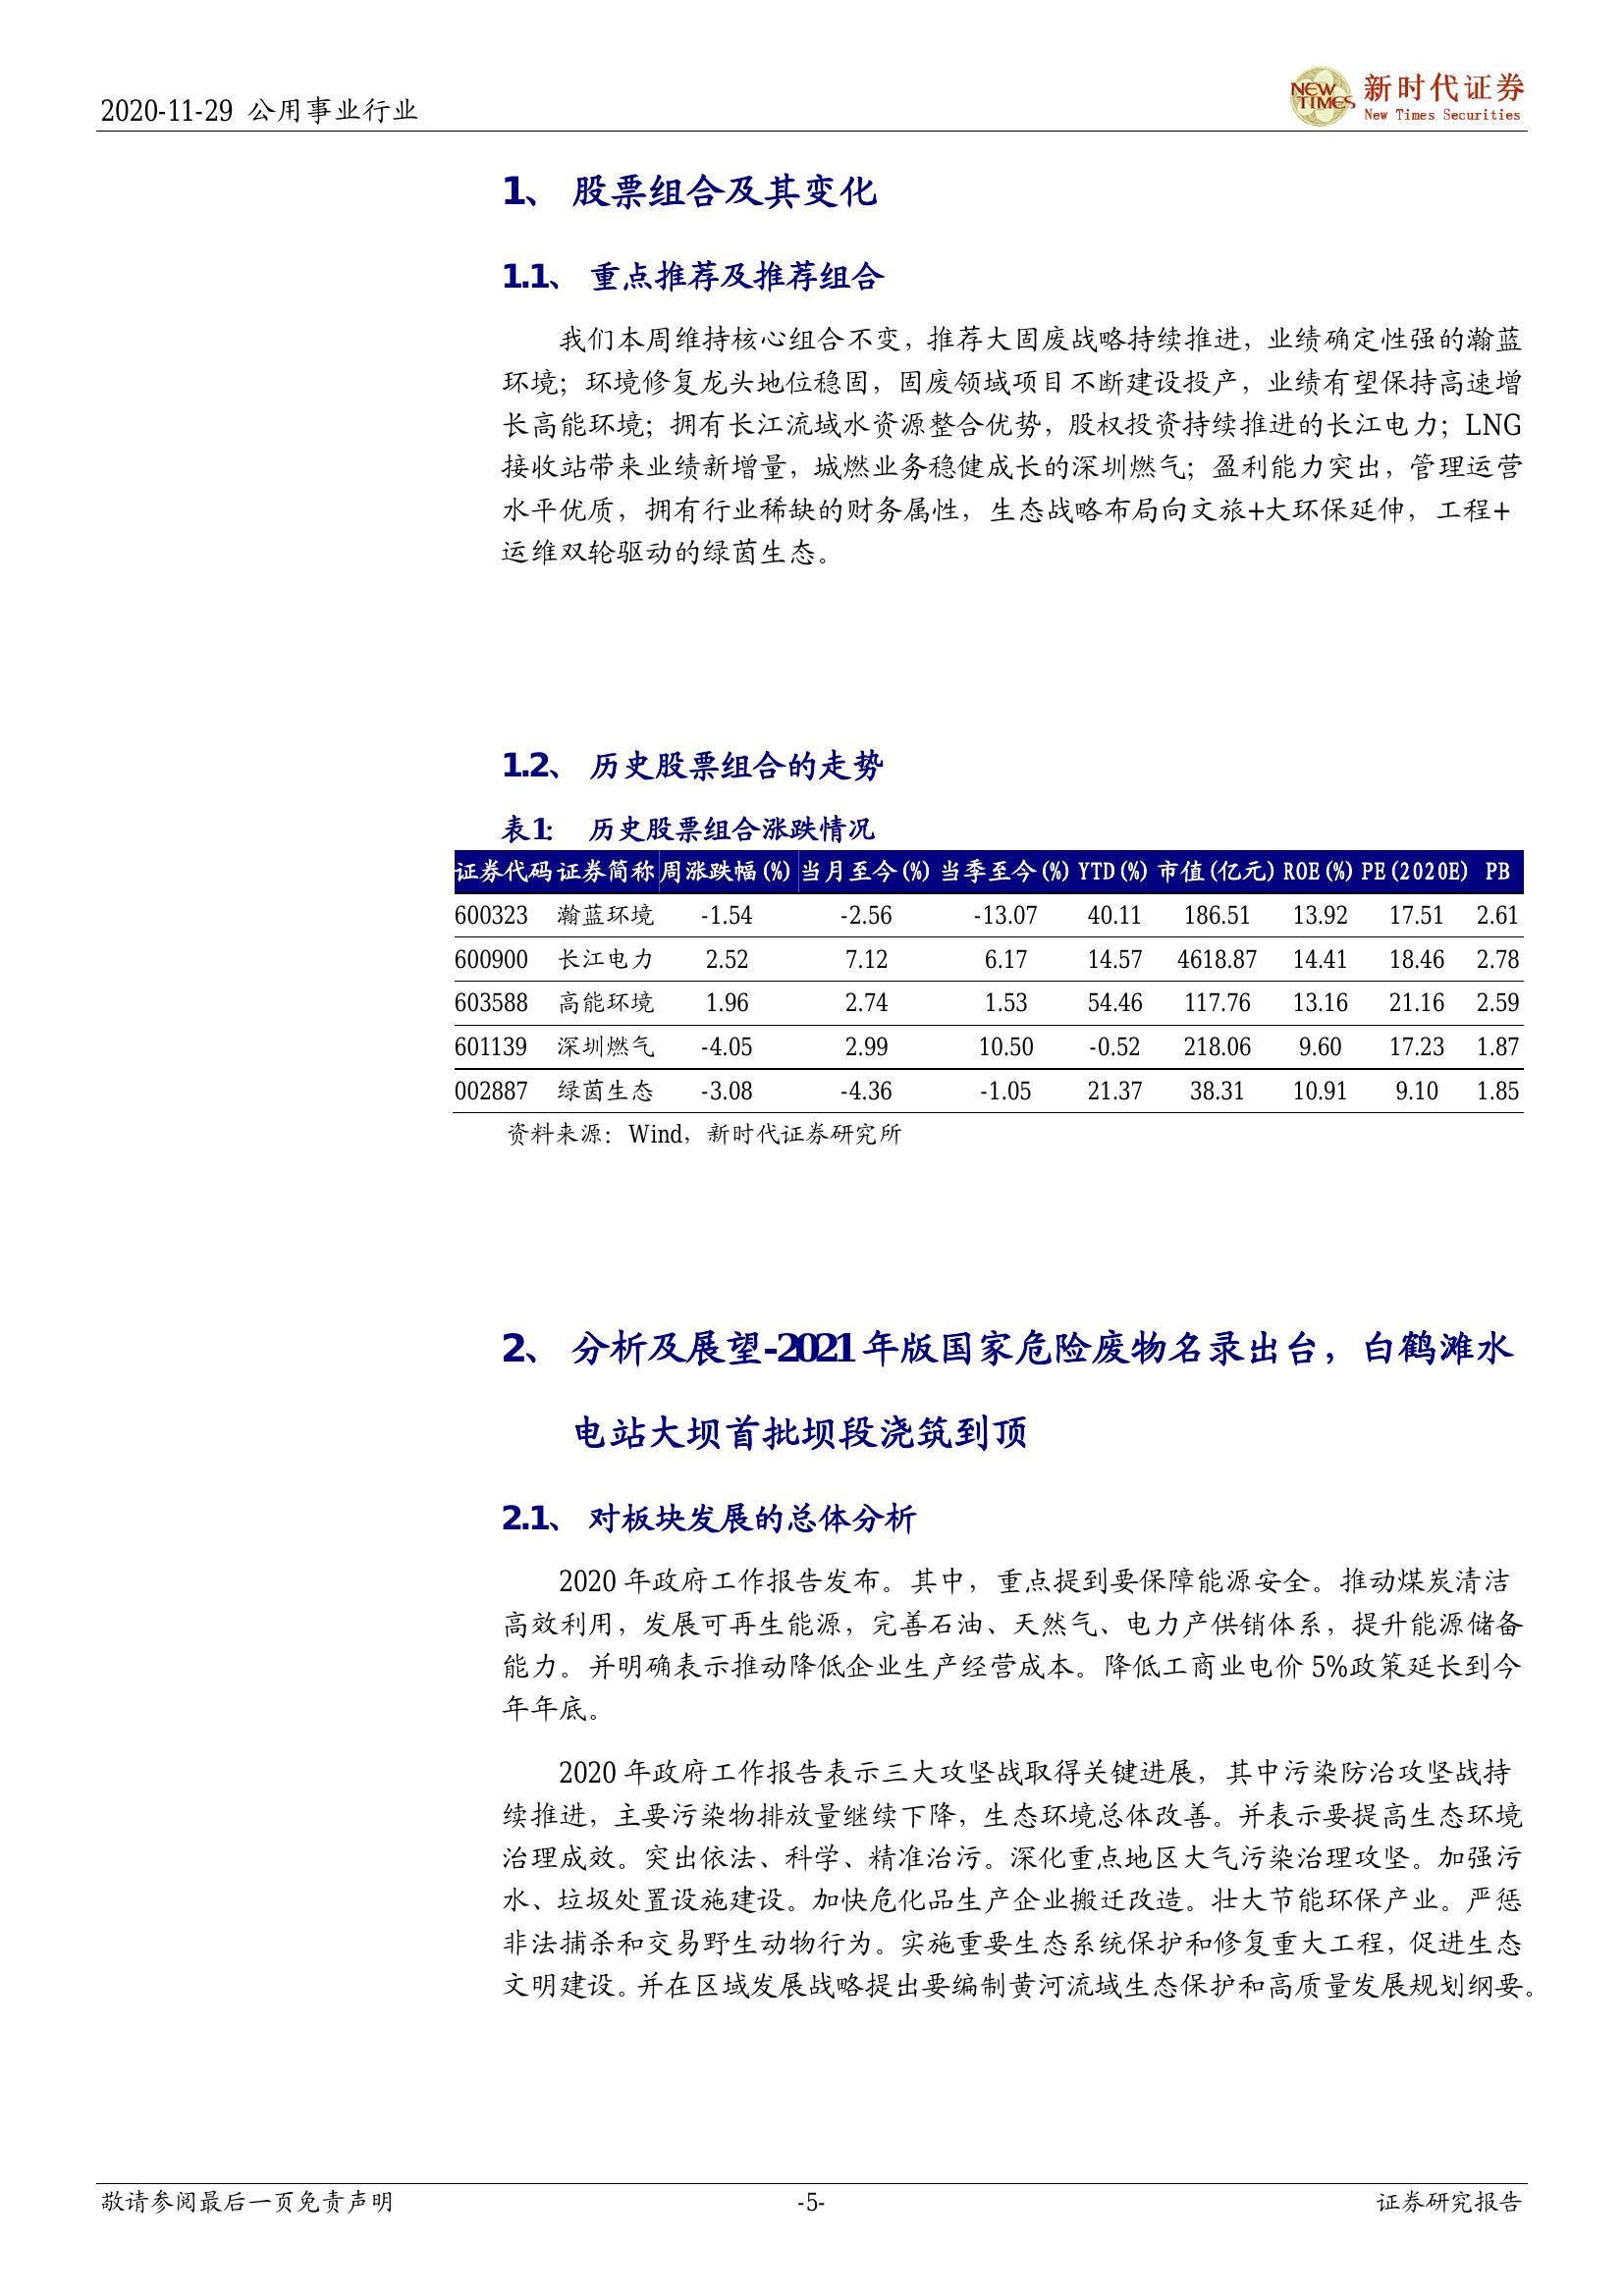 2020-11-29 公用事业行业
NEW TIMES 新时代证券
New Times Securities
1、 股票组合及其变化
1.1、 重点推荐及推荐组合
我们本周维持核心组合不变，推荐大固废战略持续推进，业绩确定性强的瀚蓝
环境；环境修复龙头地位稳固，固废领域项目不断建设投产，业绩有望保持高速增
长高能环境；拥有长江流域水资源整合优势，股权投资持续推进的长江电力；LNG
接收站带来业绩新增量，城燃业务稳健成长的深圳燃气；盈利能力突出，管理运营
水平优质，拥有行业稀缺的财务属性，生态战略布局向文旅+大环保延伸，工程+
运维双轮驱动的绿茵生态。
1.2、 历史股票组合的走势
表1： 历史股票组合涨跌情况
证券代码 证券简称 周涨跌幅(%) 当月至今(%) 当季至今(%) YTD(%) 市值(亿元) ROE(%) PE(2020E) PB
600323 瀚蓝环境 -1.54 -2.56 -13.07 40.11 186.51 13.92 17.51 2.61
600900 长江电力 2.52 7.12 6.17 14.57 4618.87 14.41 18.46 2.78
603588 高能环境 1.96 2.74 1.53 54.46 117.76 13.16 21.16 2.59
601139 深圳燃气 -4.05 2.99 10.50 -0.52 218.06 9.60 17.23 1.87
002887 绿茵生态 -3.08 -4.36 -1.05 21.37 38.31 10.91 9.10 1.85
资料来源：Wind，新时代证券研究所
2、 分析及展望-2021 年版国家危险废物名录出台，白鹤滩水
电站大坝首批坝段浇筑到顶
2.1、 对板块发展的总体分析
2020 年政府工作报告发布。其中，重点提到要保障能源安全。推动煤炭清洁
高效利用，发展可再生能源，完善石油、天然气、电力产供销体系，提升能源储备
能力。并明确表示推动降低企业生产经营成本。降低工商业电价 5%政策延长到今
年年底。
2020 年政府工作报告表示三大攻坚战取得关键进展，其中污染防治攻坚战持
续推进，主要污染物排放量继续下降，生态环境总体改善。并表示要提高生态环境
治理成效。突出依法、科学、精准治污。深化重点地区大气污染治理攻坚。加强污
水、垃圾处置设施建设。加快危化品生产企业搬迁改造。壮大节能环保产业。严惩
非法捕杀和交易野生动物行为。实施重要生态系统保护和修复重大工程，促进生态
文明建设。并在区域发展战略提出要编制黄河流域生态保护和高质量发展规划纲要。
敬请参阅最后一页免责声明 -5- 证券研究报告